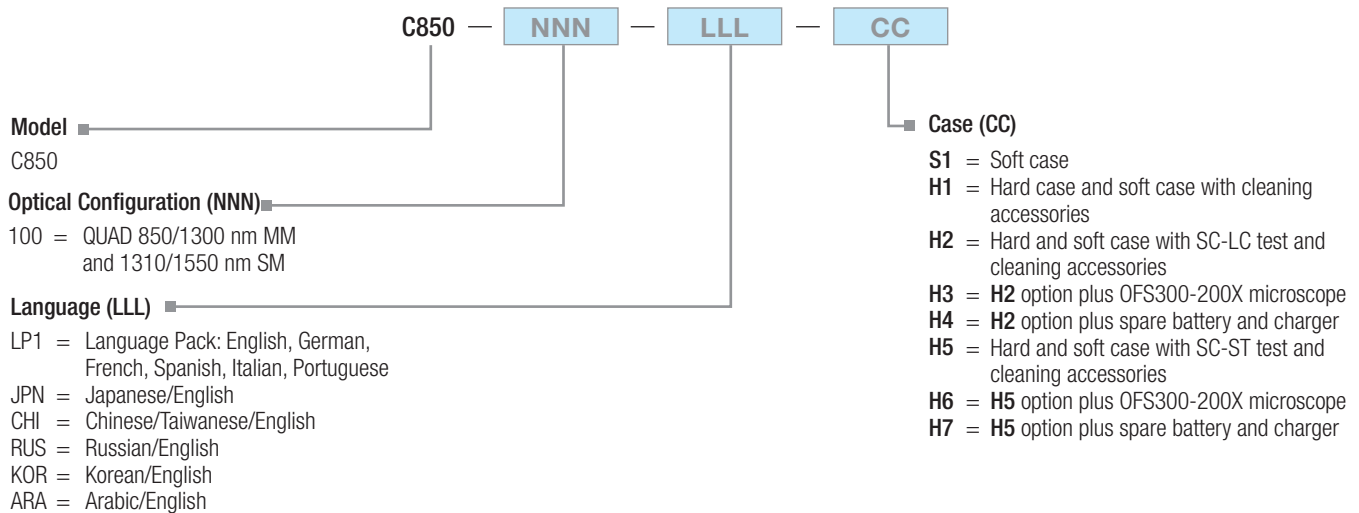 C850 — NNN — LLL — CC
Model
C850
Optical Configuration (NNN)
100 = QUAD 850/1300 nm MM
and 1310/1550 nm SM
Language (LLL)
LP1 = Language Pack: English, German,
French, Spanish, Italian, Portuguese
JPN = Japanese/English
CHI = Chinese/Taiwanese/English
RUS = Russian/English
KOR = Korean/English
ARA = Arabic/English
Case (CC)
S1 = Soft case
H1 = Hard case and soft case with cleaning
accessories
H2 = Hard and soft case with SC-LC test and
cleaning accessories
H3 = H2 option plus OFS300-200X microscope
H4 = H2 option plus spare battery and charger
H5 = Hard and soft case with SC-ST test and
cleaning accessories
H6 = H5 option plus OFS300-200X microscope
H7 = H5 option plus spare battery and charger